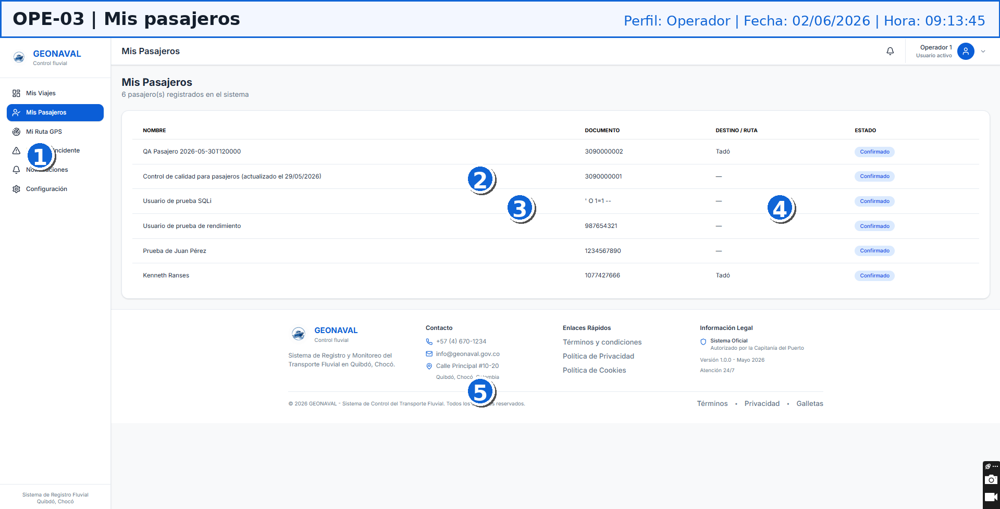 OPE-03 | Mis pasajeros
Perfil: Operador | Fecha: 02/06/2026 | Hora: 09:13:45
GEONAVAL
Control fluvial
Mis Pasajeros
Operador 1
Usuario activo
Mis Viajes
Mis Pasajeros
Mi Ruta GPS
1
Configuración
Sistema de Registro Fluvial
Quibdó, Chocó
Mis Pasajeros
6 pasajero(s) registrados en el sistema
NOMBRE DOCUMENTO DESTINO / RUTA ESTADO
QA Pasajero 2026-05-30T120000 3090000002 Tadó Confirmado
Control de calidad para pasajeros (actualizado el 29/05/2026) 3090000001 — Confirmado
2
Usuario de prueba SQLi ' O 1=1 -- — Confirmado
3 4
Usuario de prueba de rendimiento 987654321 — Confirmado
Prueba de Juan Pérez 1234567890 — Confirmado
Kenneth Ranses 1077427666 Tadó Confirmado
GEONAVAL
Control fluvial
Sistema de Registro y Monitoreo del
Transporte Fluvial en Quibdó, Chocó.
Contacto
+57 (4) 670-1234
info@geonaval.gov.co
Calle Principal #10-20
Quibdó, Chocó
5
Enlaces Rápidos
Términos y condiciones
Política de Privacidad
Política de Cookies
Información Legal
Sistema Oficial
Autorizado por la Capitanía del Puerto
Versión 1.0.0 - Mayo 2026
Atención 24/7
© 2026 GEONAVAL - Sistema de Control del Transporte Fluvial. Todos los reservados.
Términos • Privacidad • Galletas